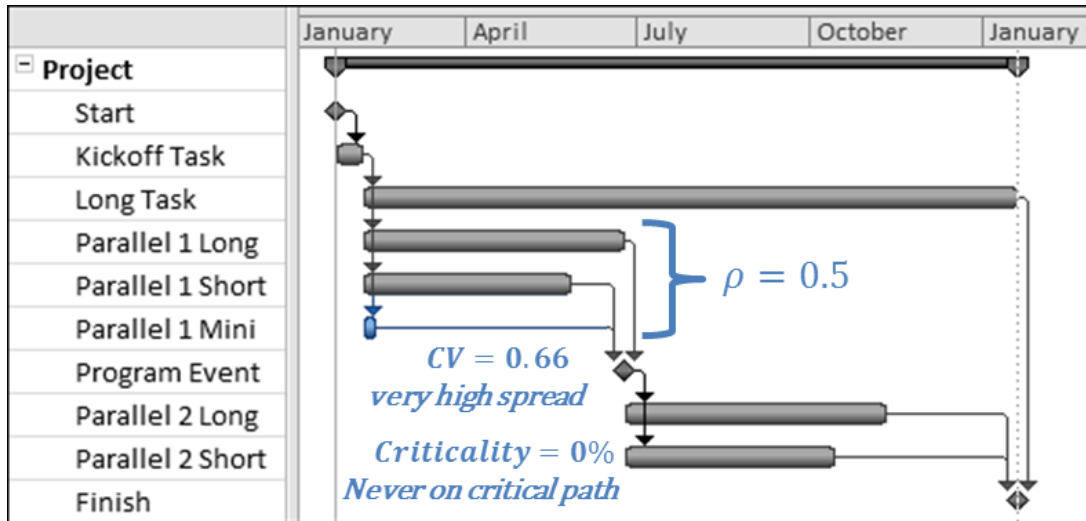 January April July October January
Project
Start
Kickoff Task
Long Task
Parallel 1 Long
ρ = 0.5
Parallel 1 Short
Parallel 1 Mini
CV = 0.66
Program Event
very high spread
Parallel 2 Long
Parallel 2 Short
Criticality = 0%
Never on critical path
Finish